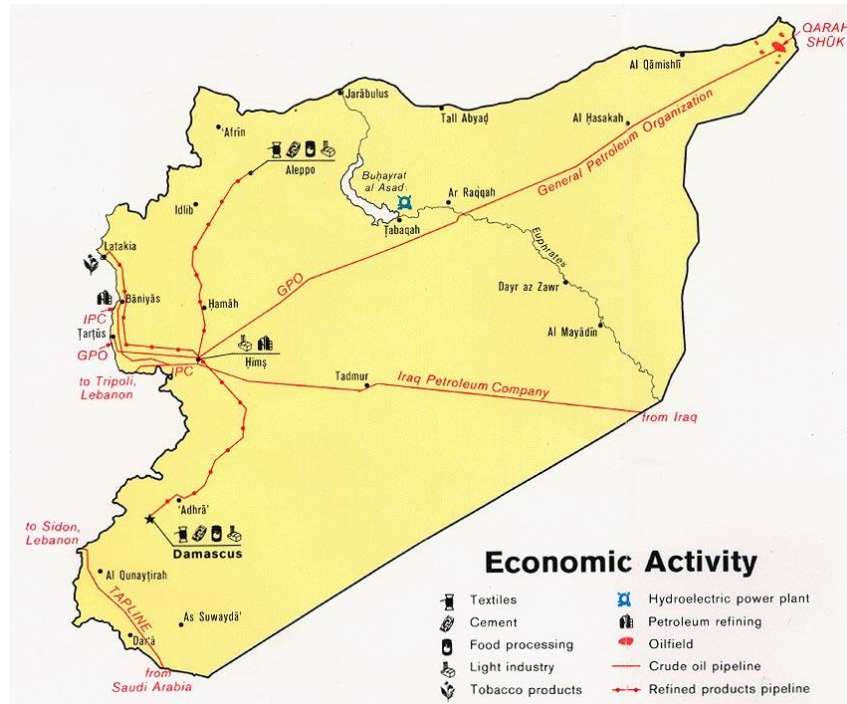 QARAH
SHŪK
Al Qāmishlī
Jarābulus
Tall Abyaḍ
Al Ḥasakah
General Petroleum Organization
'Afrīn
Aleppo
Buḥayrat
al Asad
Ar Raqqah
Idlib
Ṭabaqah
Euphrates
Latakia
GPO
Dayr az Zawr
Bāniyās
Ḥamāh
IPC
Ṭarṭūs
Al Mayādīn
GPO
Ḥimṣ
IPC
Tadmur
Iraq Petroleum Company
to Tripoli,
Lebanon
from Iraq
'Adhrā'
to Sidon,
Lebanon
Damascus
Al Qunayṭirah
TAPLINE
As Suwaydā'
Dar'ā
from
Saudi Arabia
Economic Activity
Textiles
Cement
Food processing
Light industry
Tobacco products
Hydroelectric power plant
Petroleum refining
Oilfield
Crude oil pipeline
Refined products pipeline